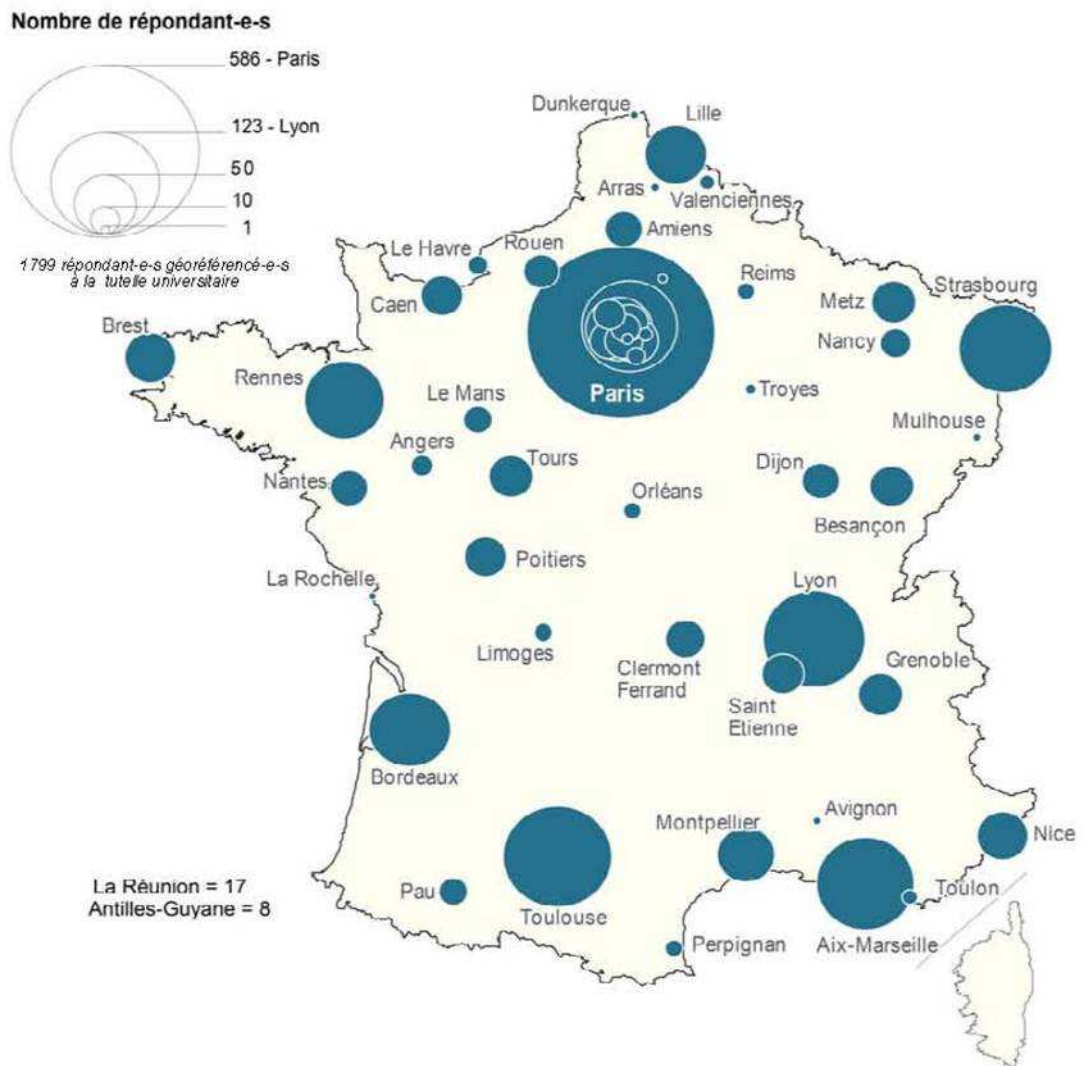 Nombre de répondant-e-s
586 - Paris
123 - Lyon
50
10
1
1799 répondant-e-s géoréférencé-e-s
à la tutelle universitaire
Dunkerque
Lille
Arras
Valenciennes
Amiens
Le Havre
Rouen
Caen
Reims
Metz
Strasbourg
Nancy
Brest
Rennes
Paris
Troyes
Le Mans
Mulhouse
Angers
Tours
Dijon
Nantes
Orléans
Besançon
Poitiers
La Rochelle
Lyon
Limoges
Clermont
Ferrand
Grenoble
Saint
Etienne
Bordeaux
Montpellier
Avignon
Nice
La Réunion = 17
Antilles-Guyane = 8
Pau
Toulouse
Toulon
Perpignan
Aix-Marseille